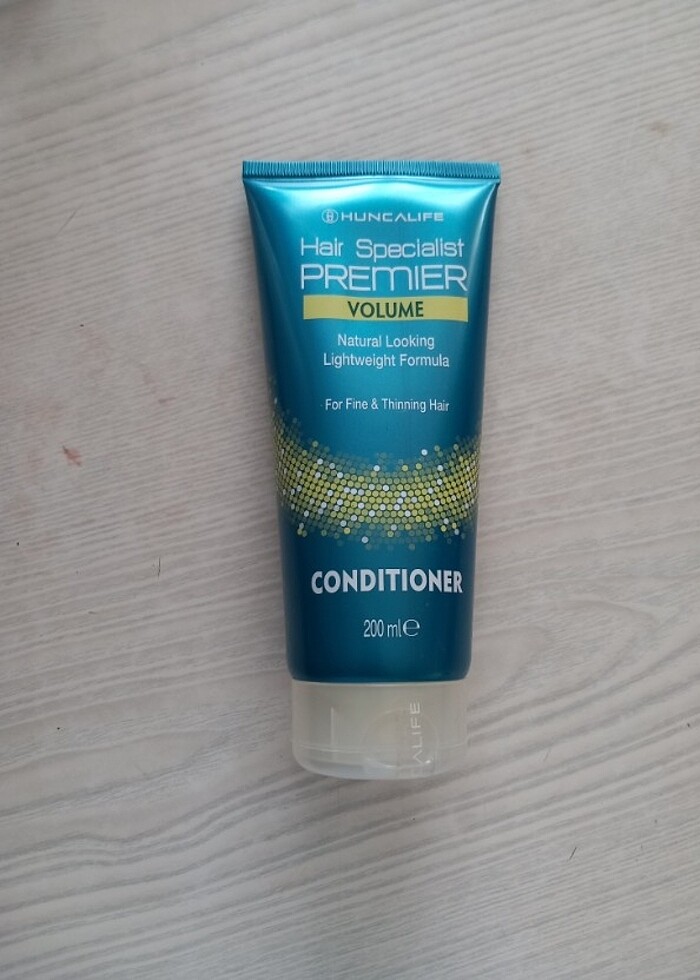 HUNCALIFE
Hair Specialist
PREMIER
VOLUME
Natural Looking
Lightweight Formula
For Fine & Thinning Hair
CONDITIONER
200 ml ℮